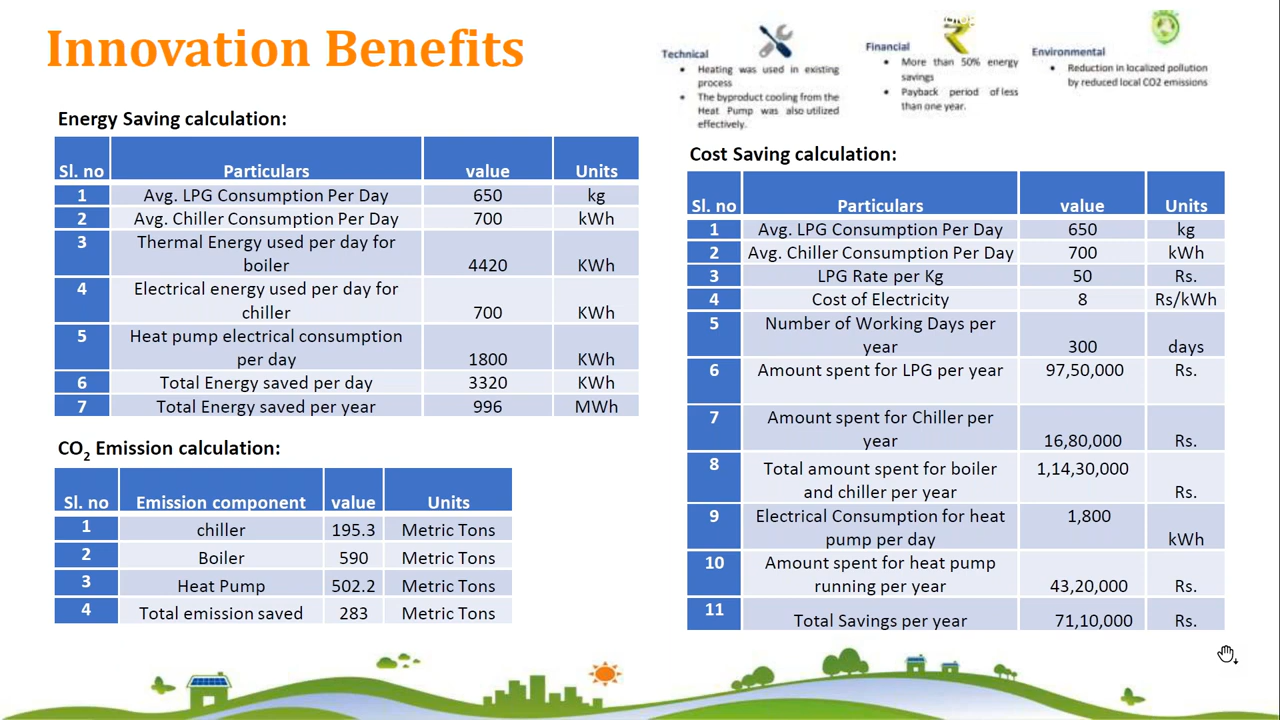 Innovation Benefits
Technical
• Heating was used in existing
process
• The byproduct cooling from the
Heat Pump was also utilized
effectively.
Financial
• More than 50% energy
savings
• Payback period of less
than one year.
Environmental
• Reduction in localized pollution
by reduced local CO2 emissions
Energy Saving calculation:
Sl. no Particulars value Units
1 Avg. LPG Consumption Per Day 650 kg
2 Avg. Chiller Consumption Per Day 700 kWh
3 Thermal Energy used per day for
boiler 4420 KWh
4 Electrical energy used per day for
chiller 700 KWh
5 Heat pump electrical consumption
per day 1800 KWh
6 Total Energy saved per day 3320 KWh
7 Total Energy saved per year 996 MWh
CO2 Emission calculation:
Sl. no Emission component value Units
1 chiller 195.3 Metric Tons
2 Boiler 590 Metric Tons
3 Heat Pump 502.2 Metric Tons
4 Total emission saved 283 Metric Tons
Cost Saving calculation:
Sl. no Particulars value Units
1 Avg. LPG Consumption Per Day 650 kg
2 Avg. Chiller Consumption Per Day 700 kWh
3 LPG Rate per Kg 50 Rs.
4 Cost of Electricity 8 Rs/kWh
5 Number of Working Days per
year 300 days
6 Amount spent for LPG per year 97,50,000 Rs.
7 Amount spent for Chiller per
year 16,80,000 Rs.
8 Total amount spent for boiler 1,14,30,000
and chiller per year Rs.
9 Electrical Consumption for heat 1,800
pump per day kWh
10 Amount spent for heat pump
running per year 43,20,000 Rs.
11 Total Savings per year 71,10,000 Rs.